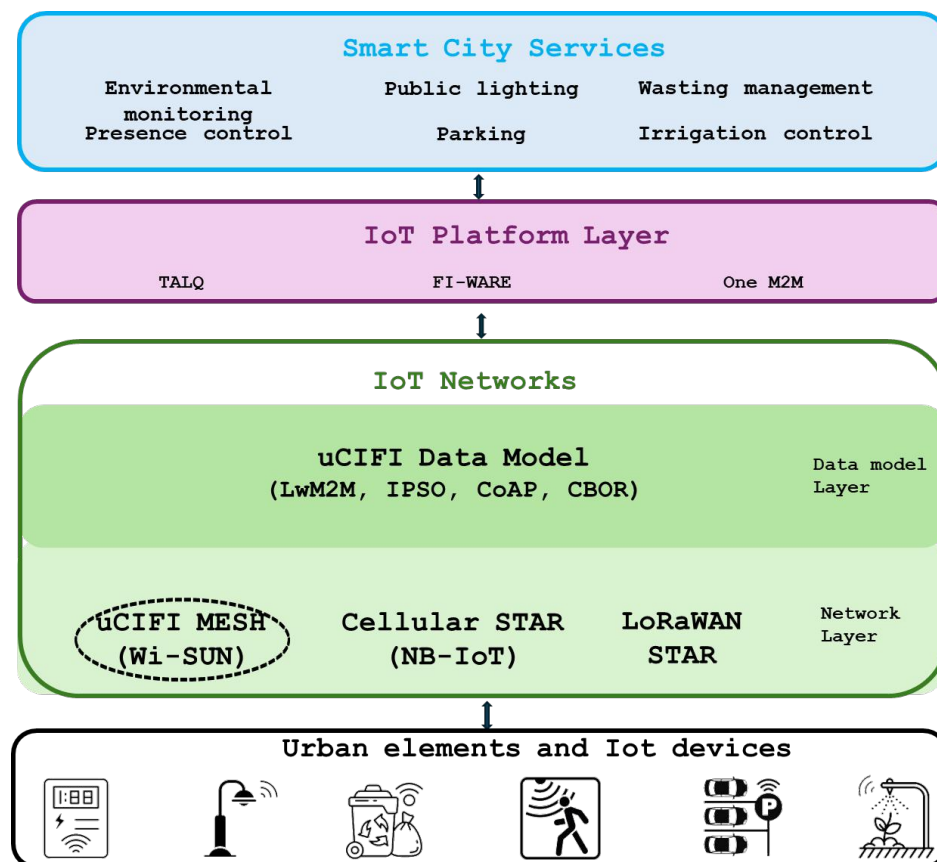 Smart City Services
Environmental monitoring
Public lighting
Wasting management
Presence control
Parking
Irrigation control
IoT Platform Layer
TALQ
FI-WARE
One M2M
IoT Networks
uCIFI Data Model
(LwM2M, IPSO, CoAP, CBOR)
Data model
Layer
uCIFI MESH
(Wi-SUN)
Cellular STAR
(NB-IoT)
LoRaWAN
STAR
Network
Layer
Urban elements and Iot devices
1:88
P